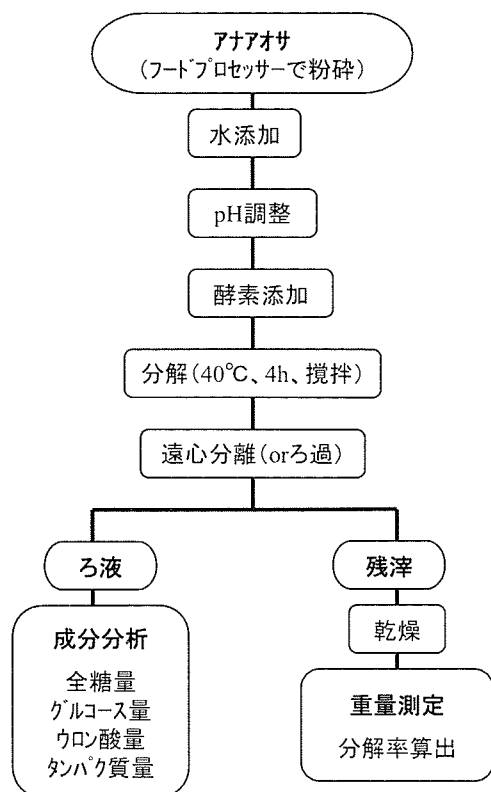 アナアオサ
(フードプロセッサーで粉砕)
水添加
pH調整
酵素添加
分解(40℃、4h、撹拌)
遠心分離(orろ過)
ろ液
残滓
成分分析
全糖量
グルコース量
ウロン酸量
タンパク質量
乾燥
重量測定
分解率算出